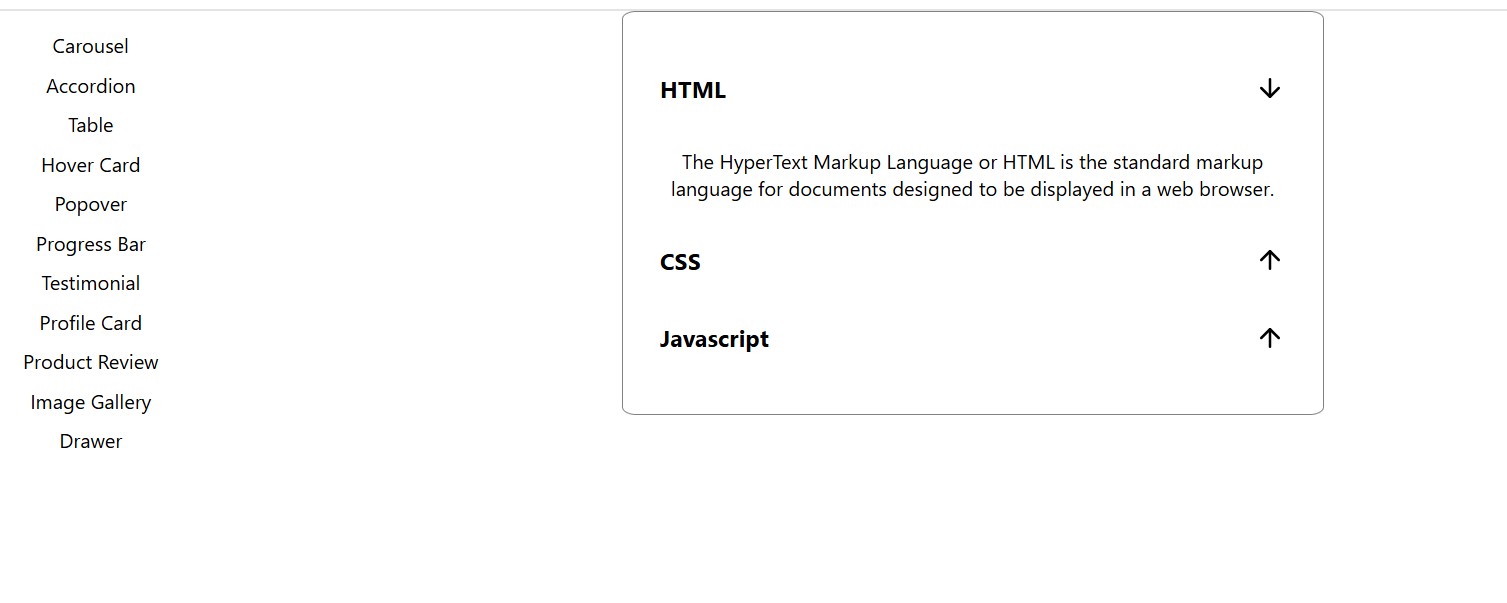 Carousel
Accordion
Table
Hover Card
Popover
Progress Bar
Testimonial
Profile Card
Product Review
Image Gallery
Drawer
HTML
The HyperText Markup Language or HTML is the standard markup
language for documents designed to be displayed in a web browser.
CSS
Javascript